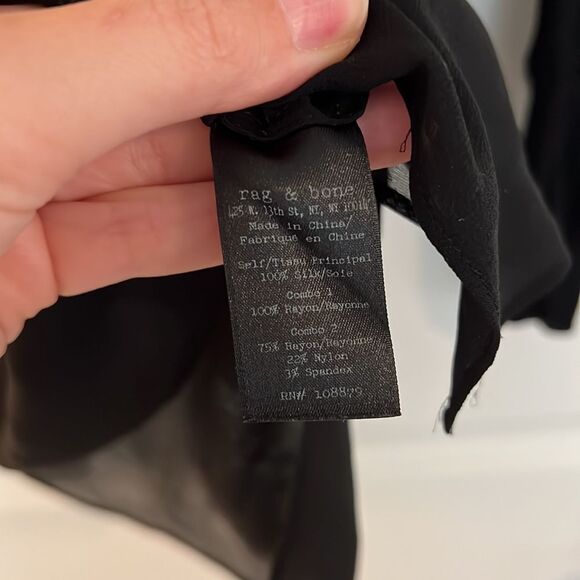 rag & bone
425 W. 13th St, NY, NY 10014
Made in China/
Fabriqué en Chine
Self/Tissu Principal
100% Silk/Soie
Combo 1
100% Rayon/Rayonne
Combo 2
75% Rayon/Rayonne
22% Nylon
3% Spandex
RN# 108879